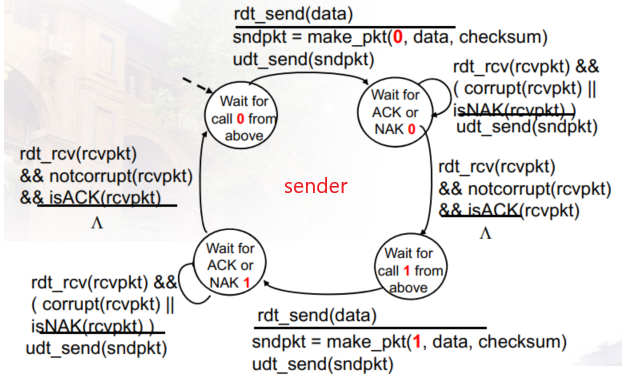 rdt_send(data)
sndpkt = make_pkt(0, data, checksum)
udt_send(sndpkt)
Wait for
call 0 from
above
Wait for
ACK or
NAK 0
rdt_rcv(rcvpkt) &&
( corrupt(rcvpkt) ||
isNAK(rcvpkt) )
udt_send(sndpkt)
rdt_rcv(rcvpkt)
&& notcorrupt(rcvpkt)
&& isACK(rcvpkt)
Λ
sender
rdt_rcv(rcvpkt)
&& notcorrupt(rcvpkt)
&& isACK(rcvpkt)
Λ
Wait for
ACK or
NAK 1
Wait for
call 1 from
above
rdt_rcv(rcvpkt) &&
( corrupt(rcvpkt) ||
isNAK(rcvpkt) )
udt_send(sndpkt)
rdt_send(data)
sndpkt = make_pkt(1, data, checksum)
udt_send(sndpkt)